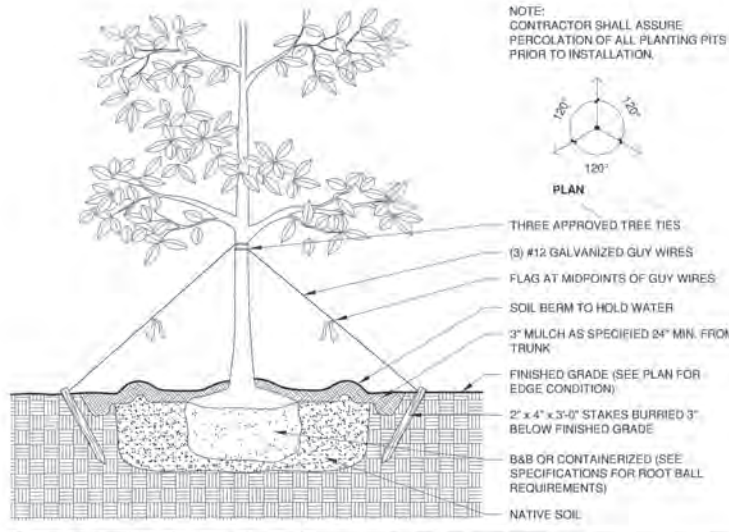 NOTE:
CONTRACTOR SHALL ASSURE
PERCOLATION OF ALL PLANTING PITS
PRIOR TO INSTALLATION.
120°
120°
120°
PLAN
THREE APPROVED TREE TIES
(3) #12 GALVANIZED GUY WIRES
FLAG AT MIDPOINTS OF GUY WIRES
SOIL BERM TO HOLD WATER
3" MULCH AS SPECIFIED 24" MIN. FROM
TRUNK
FINISHED GRADE (SEE PLAN FOR
EDGE CONDITION)
2" x 4" x 3'-0" STAKES BURRIED 3"
BELOW FINISHED GRADE
B&B OR CONTAINERIZED (SEE
SPECIFICATIONS FOR ROOT BALL
REQUIREMENTS)
NATIVE SOIL